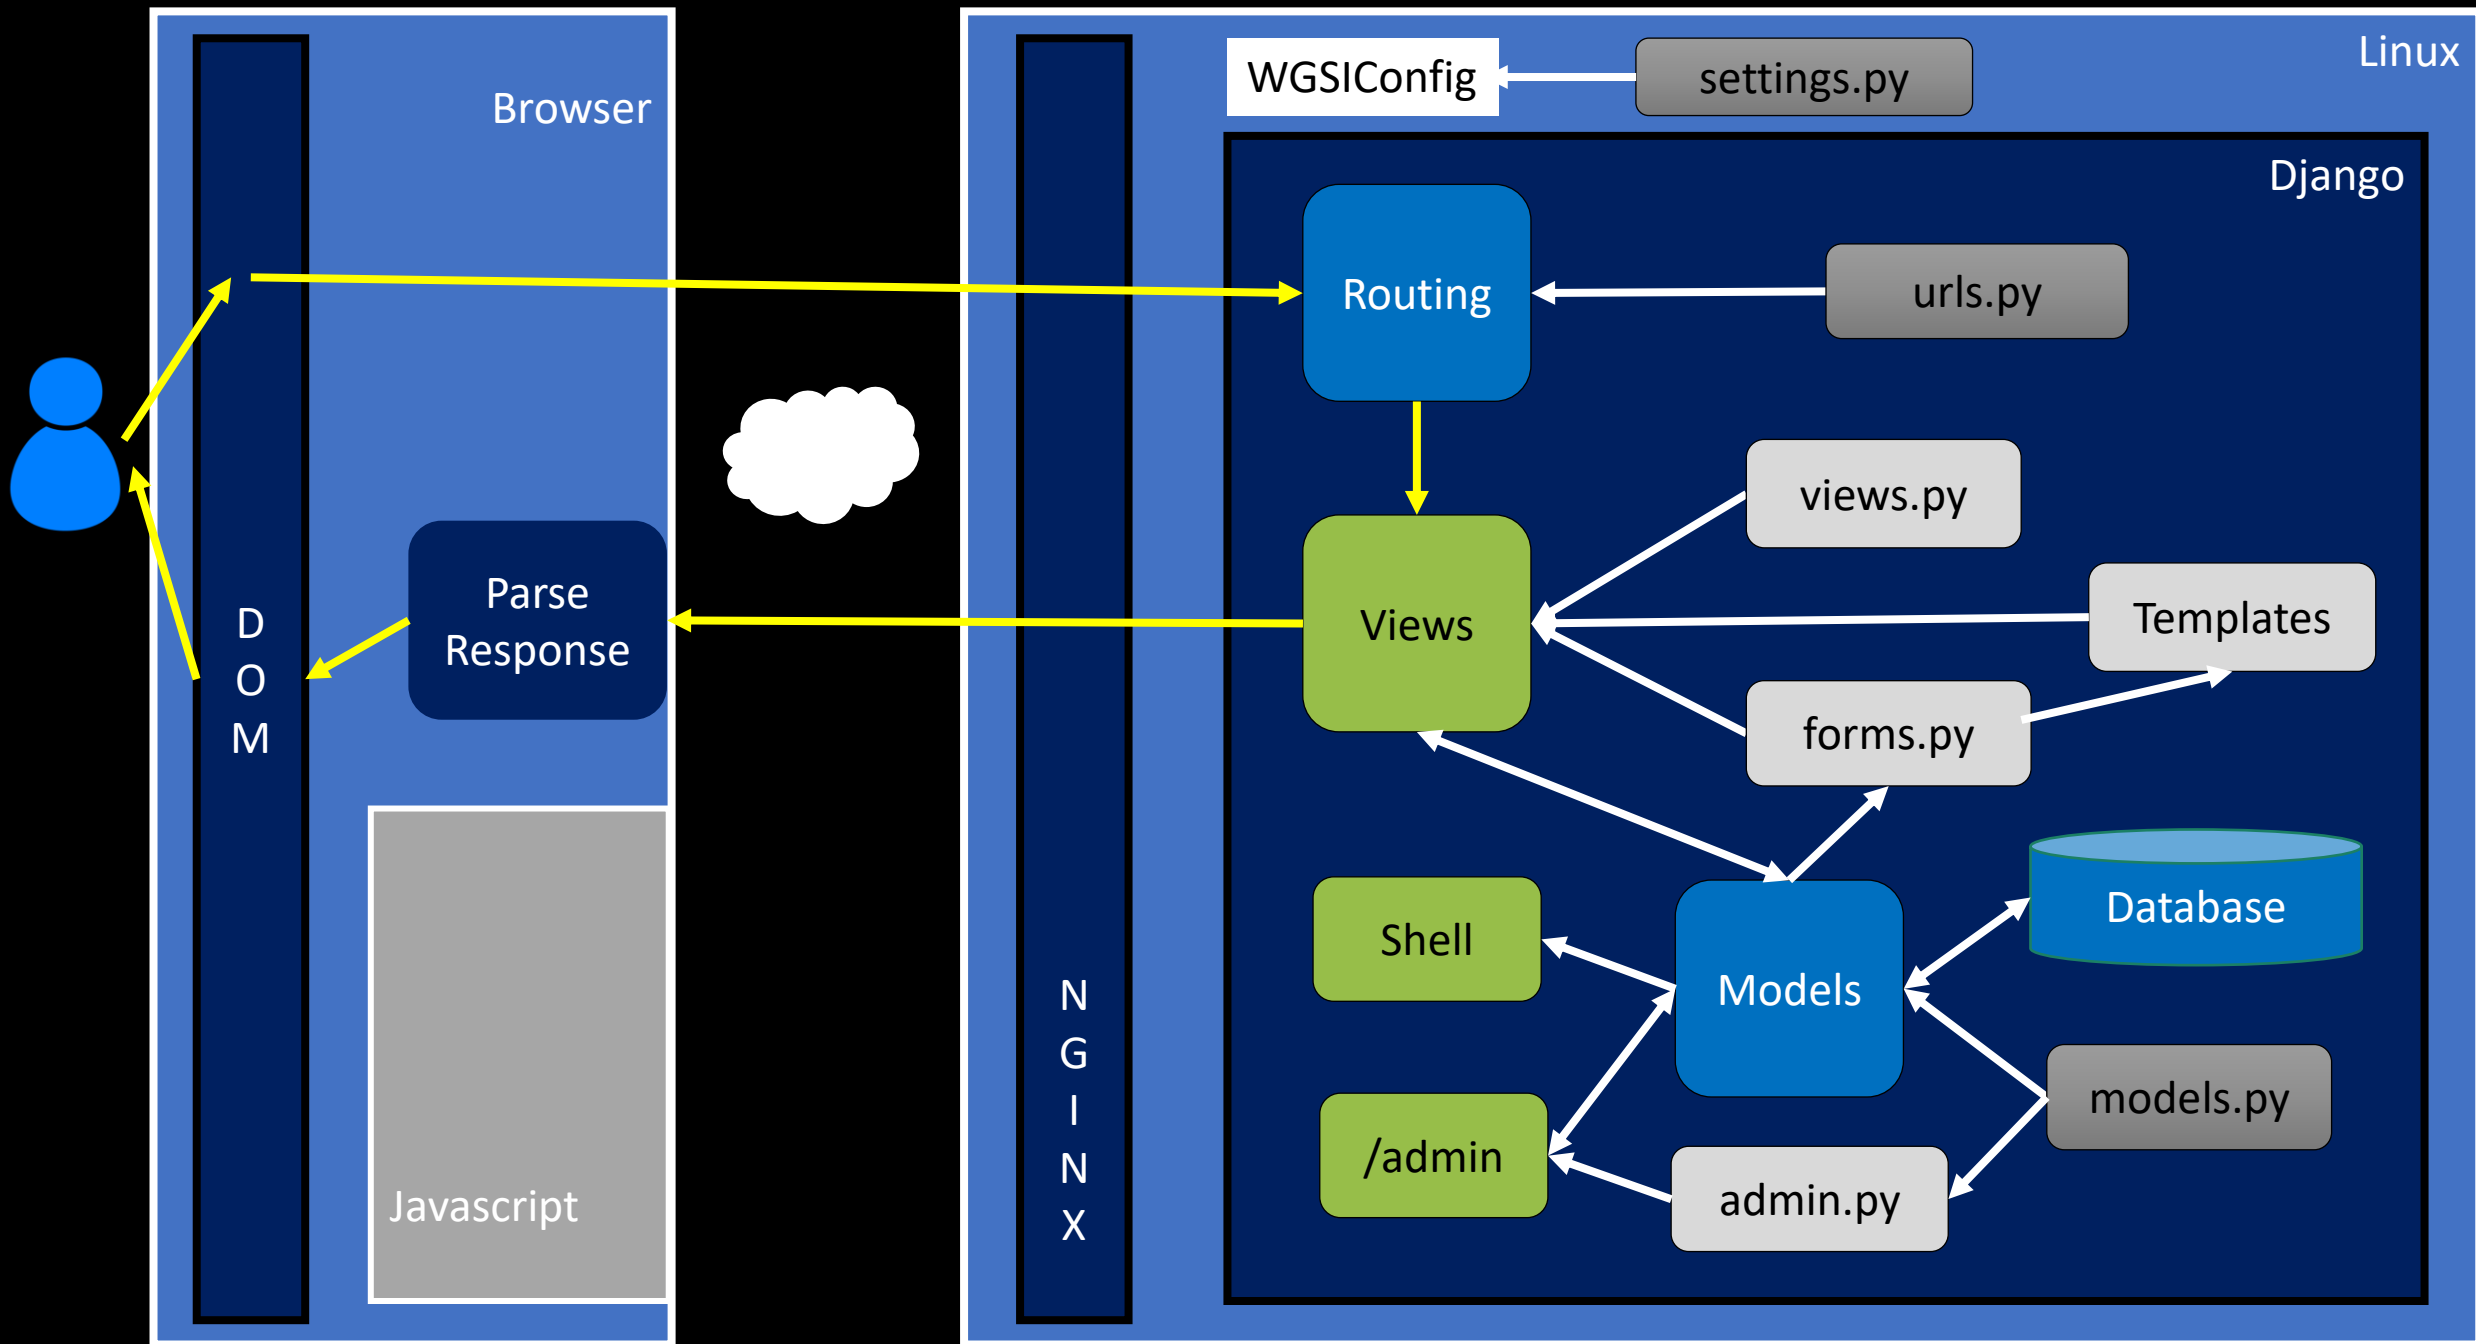 Browser
D
O
M
Parse
Response
Javascript
N
G
I
N
X
Linux
WGSIConfig
settings.py
Django
Routing
urls.py
views.py
Views
Templates
forms.py
Shell
Models
Database
/admin
admin.py
models.py